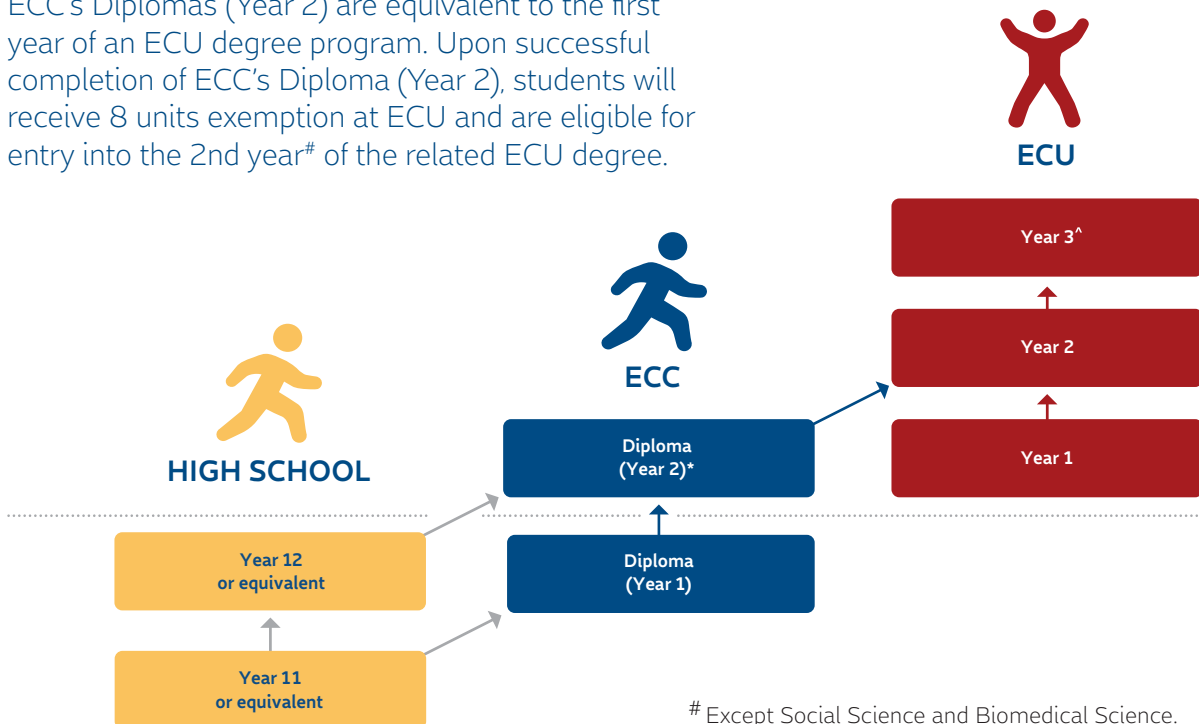 ECC's Diplomas (Year 2) are equivalent to the first
year of an ECU degree program. Upon successful
completion of ECC's Diploma (Year 2), students will
receive 8 units exemption at ECU and are eligible for
entry into the 2nd year# of the related ECU degree.
ECU
Year 3^
Year 2
Year 1
ECC
Diploma
(Year 2)*
Diploma
(Year 1)
HIGH SCHOOL
Year 12
or equivalent
Year 11
or equivalent
# Except Social Science and Biomedical Science.